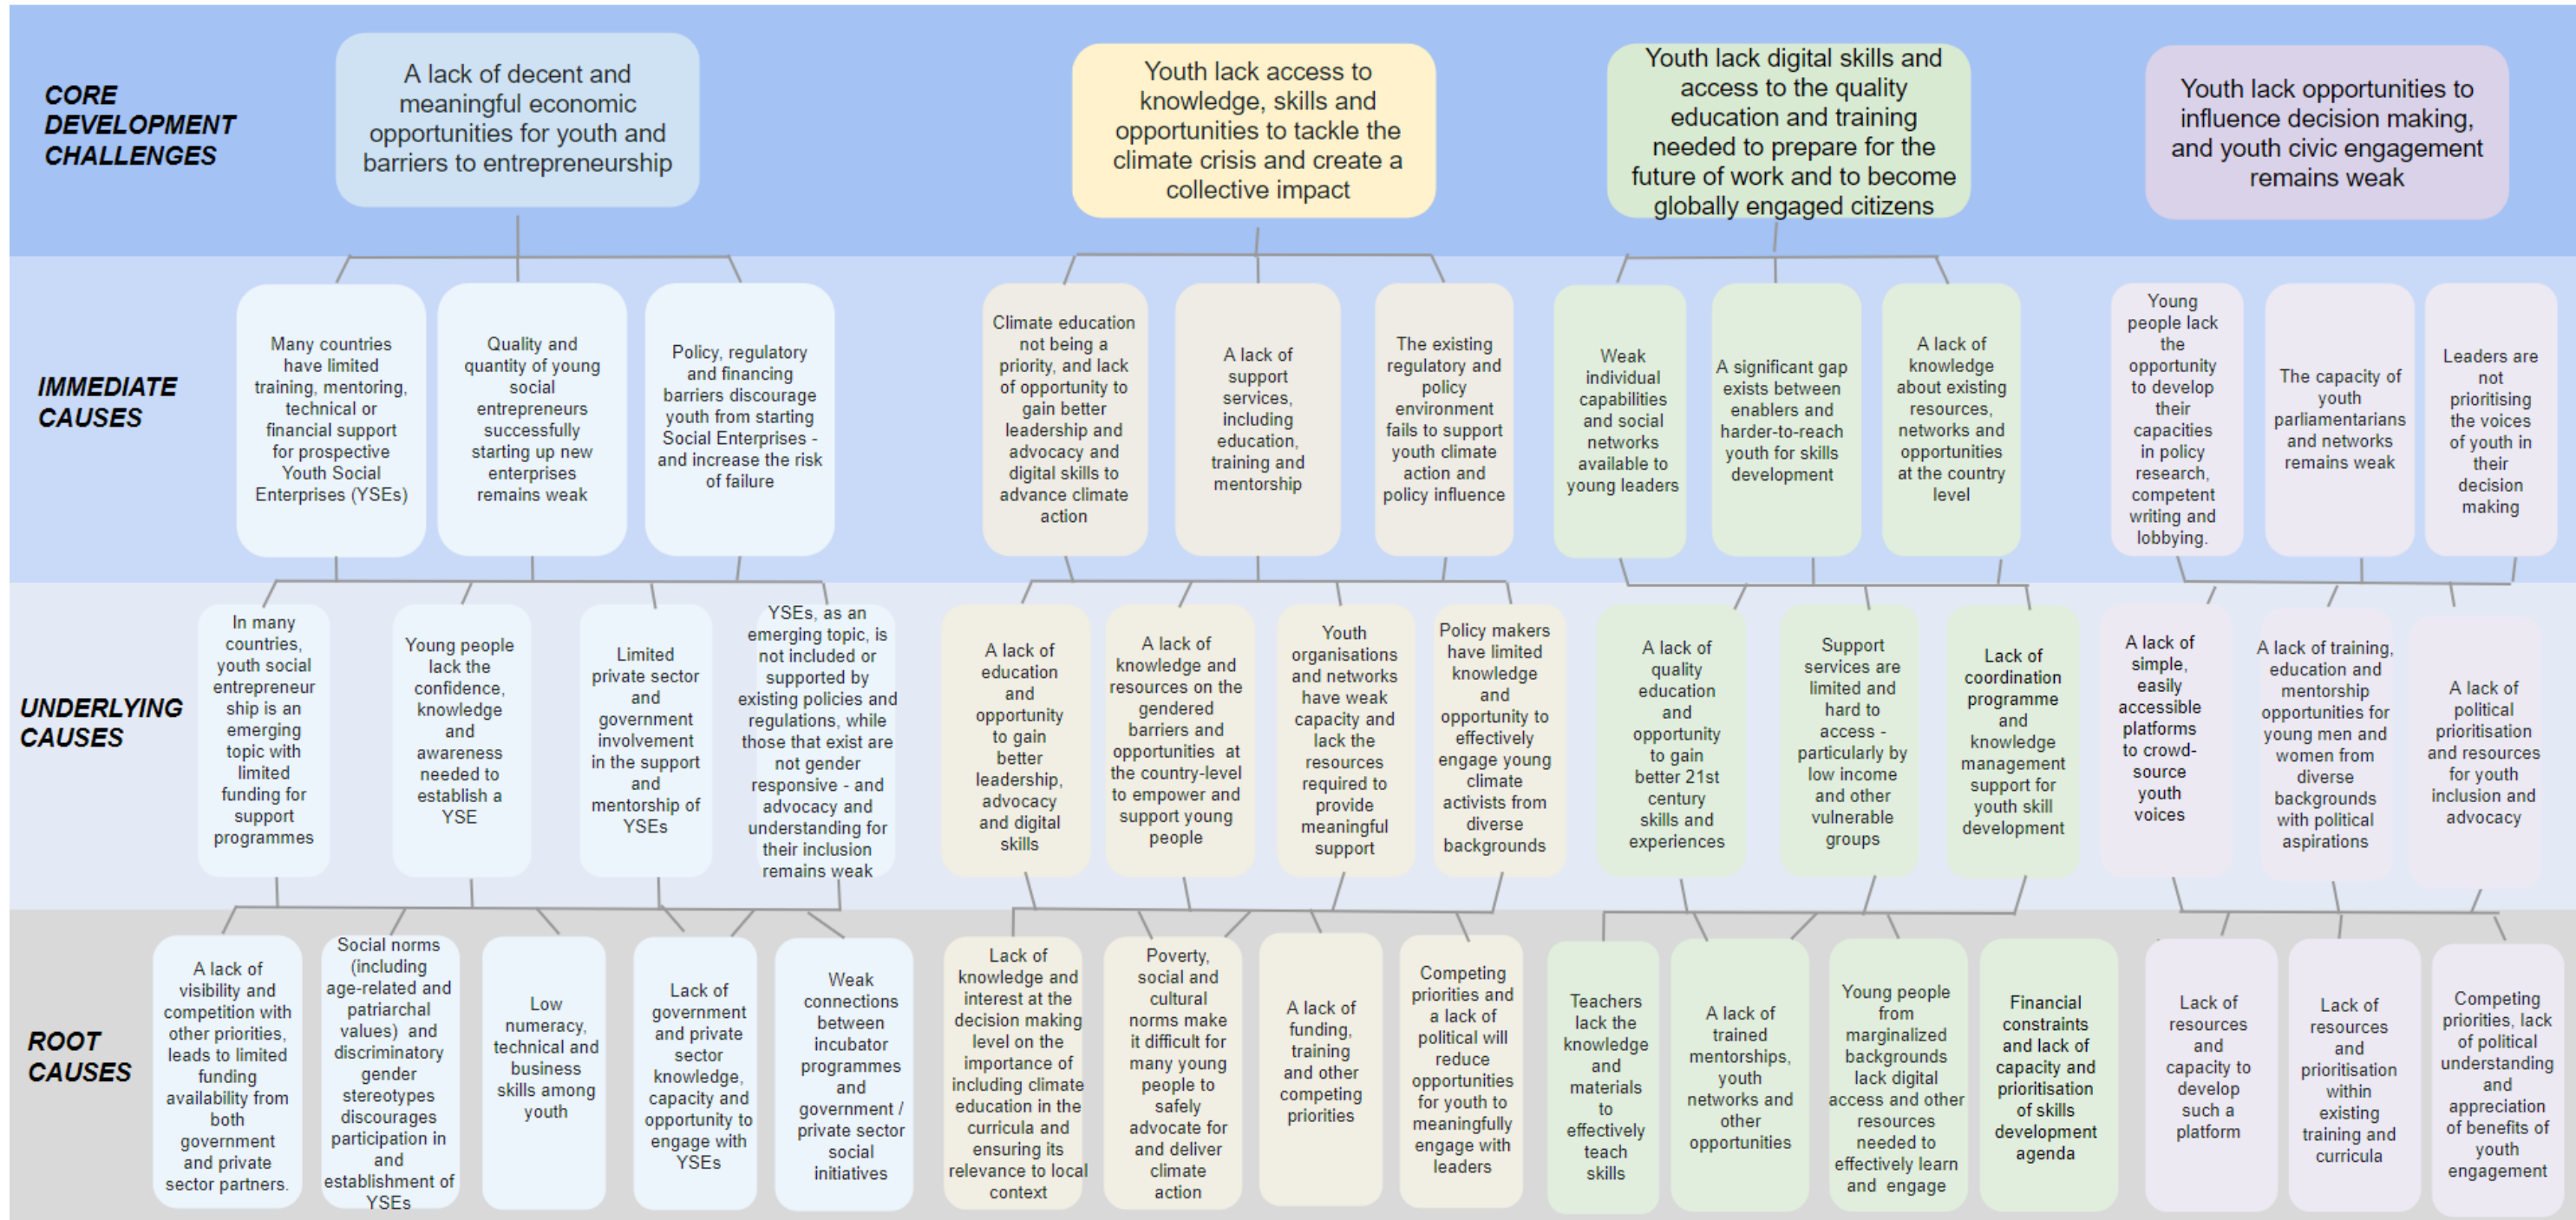 CORE
DEVELOPMENT
CHALLENGES
A lack of decent and
meaningful economic
opportunities for youth and
barriers to entrepreneurship
Youth lack access to
knowledge, skills and
opportunities to tackle the
climate crisis and create a
collective impact
Youth lack digital skills and
access to the quality
education and training
needed to prepare for the
future of work and to become
globally engaged citizens
Youth lack opportunities to
influence decision making,
and youth civic engagement
remains weak
IMMEDIATE
CAUSES
Many countries
have limited
training, mentoring,
technical or
financial support
for prospective
Youth Social
Enterprises (YSEs)
Quality and
quantity of young
social
entrepreneurs
successfully
starting up new
enterprises
remains weak
Policy, regulatory
and financing
barriers discourage
youth from starting
Social Enterprises -
and increase the risk
of failure
Climate education
not being a
priority, and lack
of opportunity to
gain better
leadership and
advocacy and
digital skills to
advance climate
action
A lack of
support
services,
including
education,
training and
mentorship
The existing
regulatory and
policy
environment
fails to support
youth climate
action and
policy influence
Weak
individual
capabilities
and social
networks
available to
young leaders
A significant gap
exists between
enablers and
harder-to-reach
youth for skills
development
A lack of
knowledge
about existing
resources,
networks and
opportunities
at the country
level
Young
people lack
the
opportunity
to develop
their
capacities
in policy
research,
competent
writing and
lobbying.
The capacity of
youth
parliamentarians
and networks
remains weak
Leaders are
not
prioritising
the voices
of youth in
their
decision
making
UNDERLYING
CAUSES
In many
countries,
youth social
entrepreneur
ship is an
emerging
topic with
limited
funding for
support
programmes
Young people
lack the
confidence,
knowledge
and
awareness
needed to
establish a
YSE
Limited
private sector
and
government
involvement
in the support
and
mentorship of
YSEs
YSEs, as an
emerging topic, is
not included or
supported by
existing policies and
regulations, while
those that exist are
not gender
responsive - and
advocacy and
understanding for
their inclusion
remains weak
A lack of
education
and
opportunity
to gain
better
leadership,
advocacy
and digital
skills
A lack of
knowledge and
resources on the
gendered
barriers and
opportunities at
the country-level
to empower and
support young
people
Youth
organisations
and networks
have weak
capacity and
lack the
resources
required to
provide
meaningful
support
Policy makers
have limited
knowledge
and
opportunity to
effectively
engage young
climate
activists from
diverse
backgrounds
A lack of
quality
education
and
opportunity
to gain
better 21st
century
skills and
experiences
Support
services are
limited and
hard to
access -
particularly by
low income
and other
vulnerable
groups
Lack of
coordination
programme
and
knowledge
management
support for
youth skill
development
A lack of
simple,
easily
accessible
platforms
to crowd-
source
youth
voices
A lack of training,
education and
mentorship
opportunities for
young men and
women from
diverse
backgrounds
with political
aspirations
A lack of
political
prioritisation
and resources
for youth
inclusion and
advocacy
ROOT
CAUSES
A lack of
visibility and
competition with
other priorities,
leads to limited
funding
availability from
both
government
and private
sector partners.
Social norms
(including
age-related and
patriarchal
values) and
discriminatory
gender
stereotypes
discourages
participation in
and
establishment of
YSEs
Low
numeracy,
technical and
business
skills among
youth
Lack of
government
and private
sector
knowledge,
capacity and
opportunity to
engage with
YSEs
Weak
connections
between
incubator
programmes
and
government /
private sector
social
initiatives
Lack of
knowledge and
interest at the
decision making
level on the
importance of
including climate
education in the
curricula and
ensuring its
relevance to local
context
Poverty,
social and
cultural
norms make
it difficult for
many young
people to
safely
advocate for
and deliver
climate
action
A lack of
funding,
training
and other
competing
priorities
Competing
priorities and
a lack of
political will
reduce
opportunities
for youth to
meaningfully
engage with
leaders
Teachers
lack the
knowledge
and
materials
to
effectively
teach
skills
A lack of
trained
mentorships,
youth
networks and
other
opportunities
Young people
from
marginalized
backgrounds
lack digital
access and other
resources
needed to
effectively learn
and engage
Financial
constraints
and lack of
capacity and
prioritisation
of skills
development
agenda
Lack of
resources
and
capacity to
develop
such a
platform
Lack of
resources
and
prioritisation
within
existing
training and
curricula
Competing
priorities, lack
of political
understanding
and
appreciation
of benefits of
youth
engagement